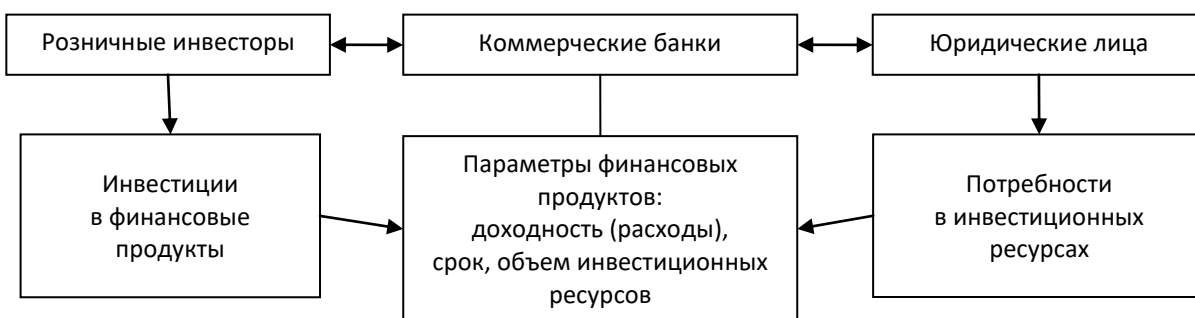 Розничные инвесторы
Коммерческие банки
Юридические лица
Инвестиции
в финансовые
продукты
Параметры финансовых
продуктов:
доходность (расходы),
срок, объем инвестиционных
ресурсов
Потребности
в инвестиционных
ресурсах